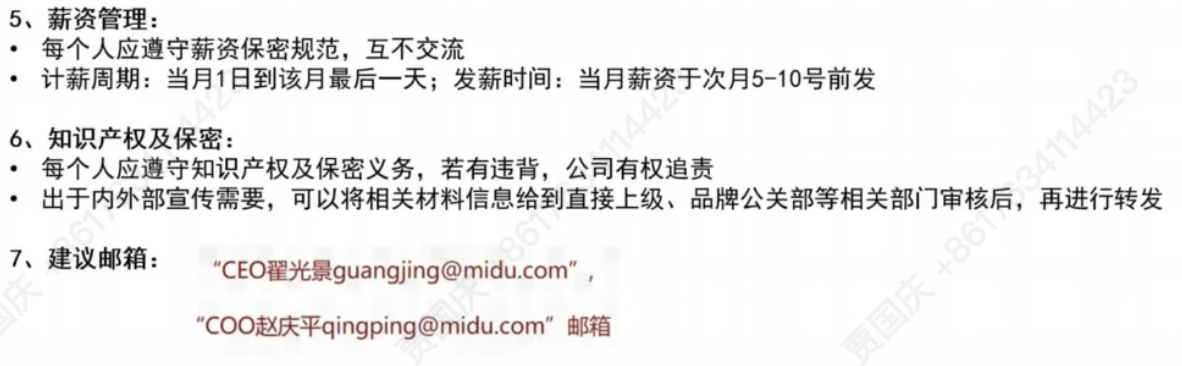 5、薪资管理：
• 每个人应遵守薪资保密规范，互不交流
• 计薪周期：当月1日到该月最后一天；发薪时间：当月薪资于次月5-10号前发
6、知识产权及保密：
• 每个人应遵守知识产权及保密义务，若有违背，公司有权追责
• 出于内外部宣传需要，可以将相关材料信息给到直接上级、品牌公关部等相关部门审核后，再进行转发
7、建议邮箱：
“CEO翟光景guangjing@midu.com”，
“COO赵庆平qingping@midu.com” 邮箱
贾国庆